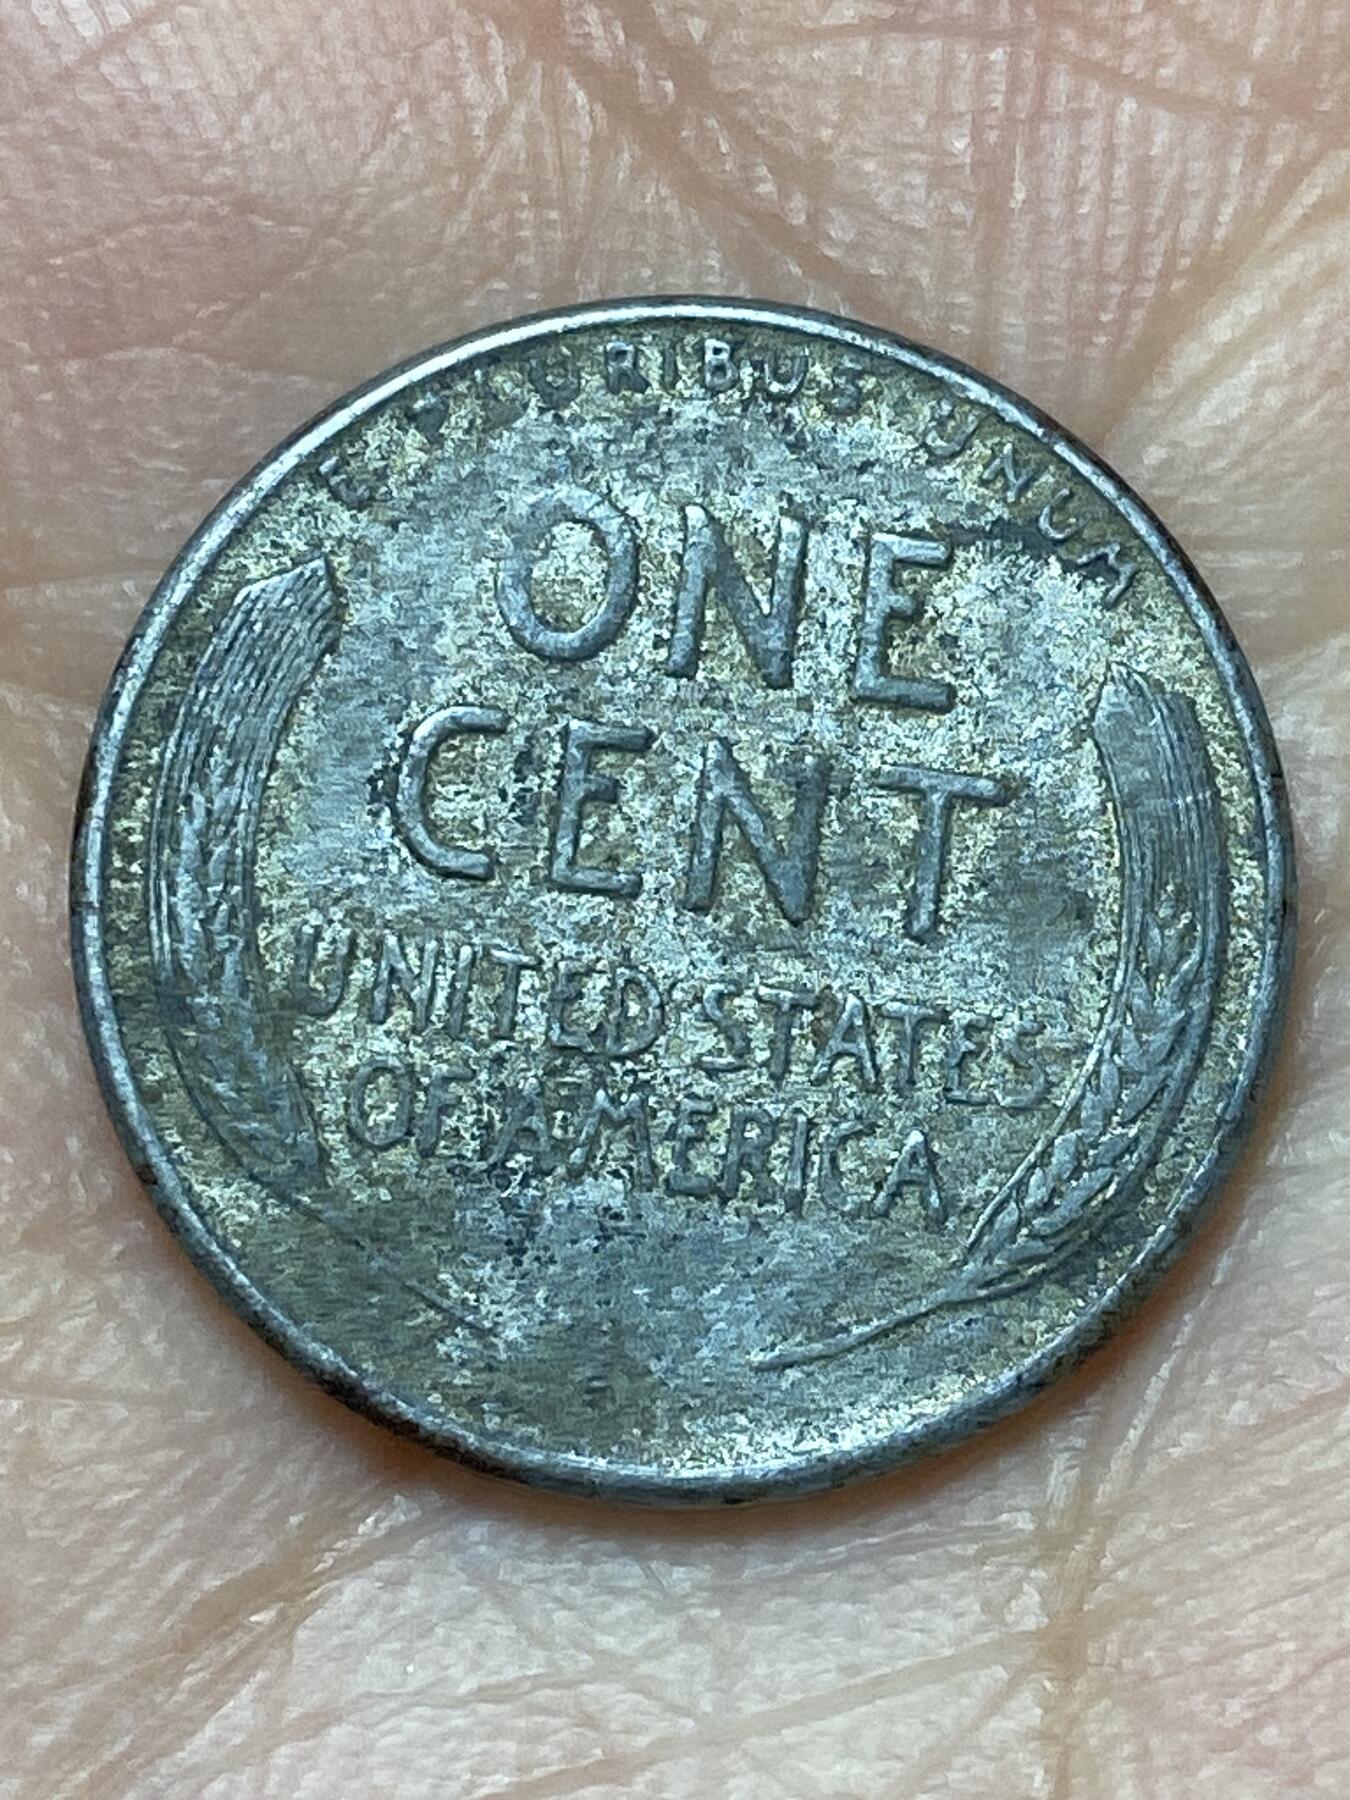 E PLURIBUS UNUM
ONE
CENT
UNITED STATES
OF AMERICA